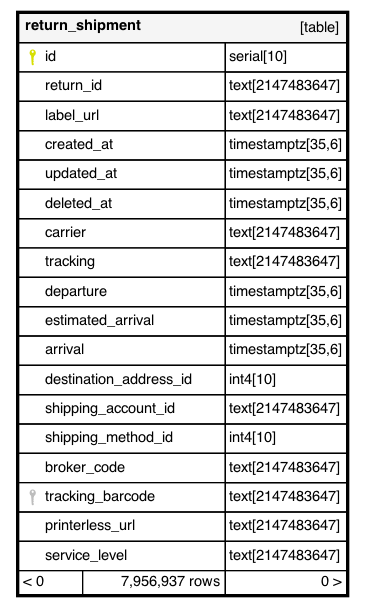 return_shipment [table]
id serial[10]
return_id text[2147483647]
label_url text[2147483647]
created_at timestamptz[35,6]
updated_at timestamptz[35,6]
deleted_at timestamptz[35,6]
carrier text[2147483647]
tracking text[2147483647]
departure timestamptz[35,6]
estimated_arrival timestamptz[35,6]
arrival timestamptz[35,6]
destination_address_id int4[10]
shipping_account_id text[2147483647]
shipping_method_id int4[10]
broker_code text[2147483647]
tracking_barcode text[2147483647]
printerless_url text[2147483647]
service_level text[2147483647]
< 0 7,956,937 rows 0 >